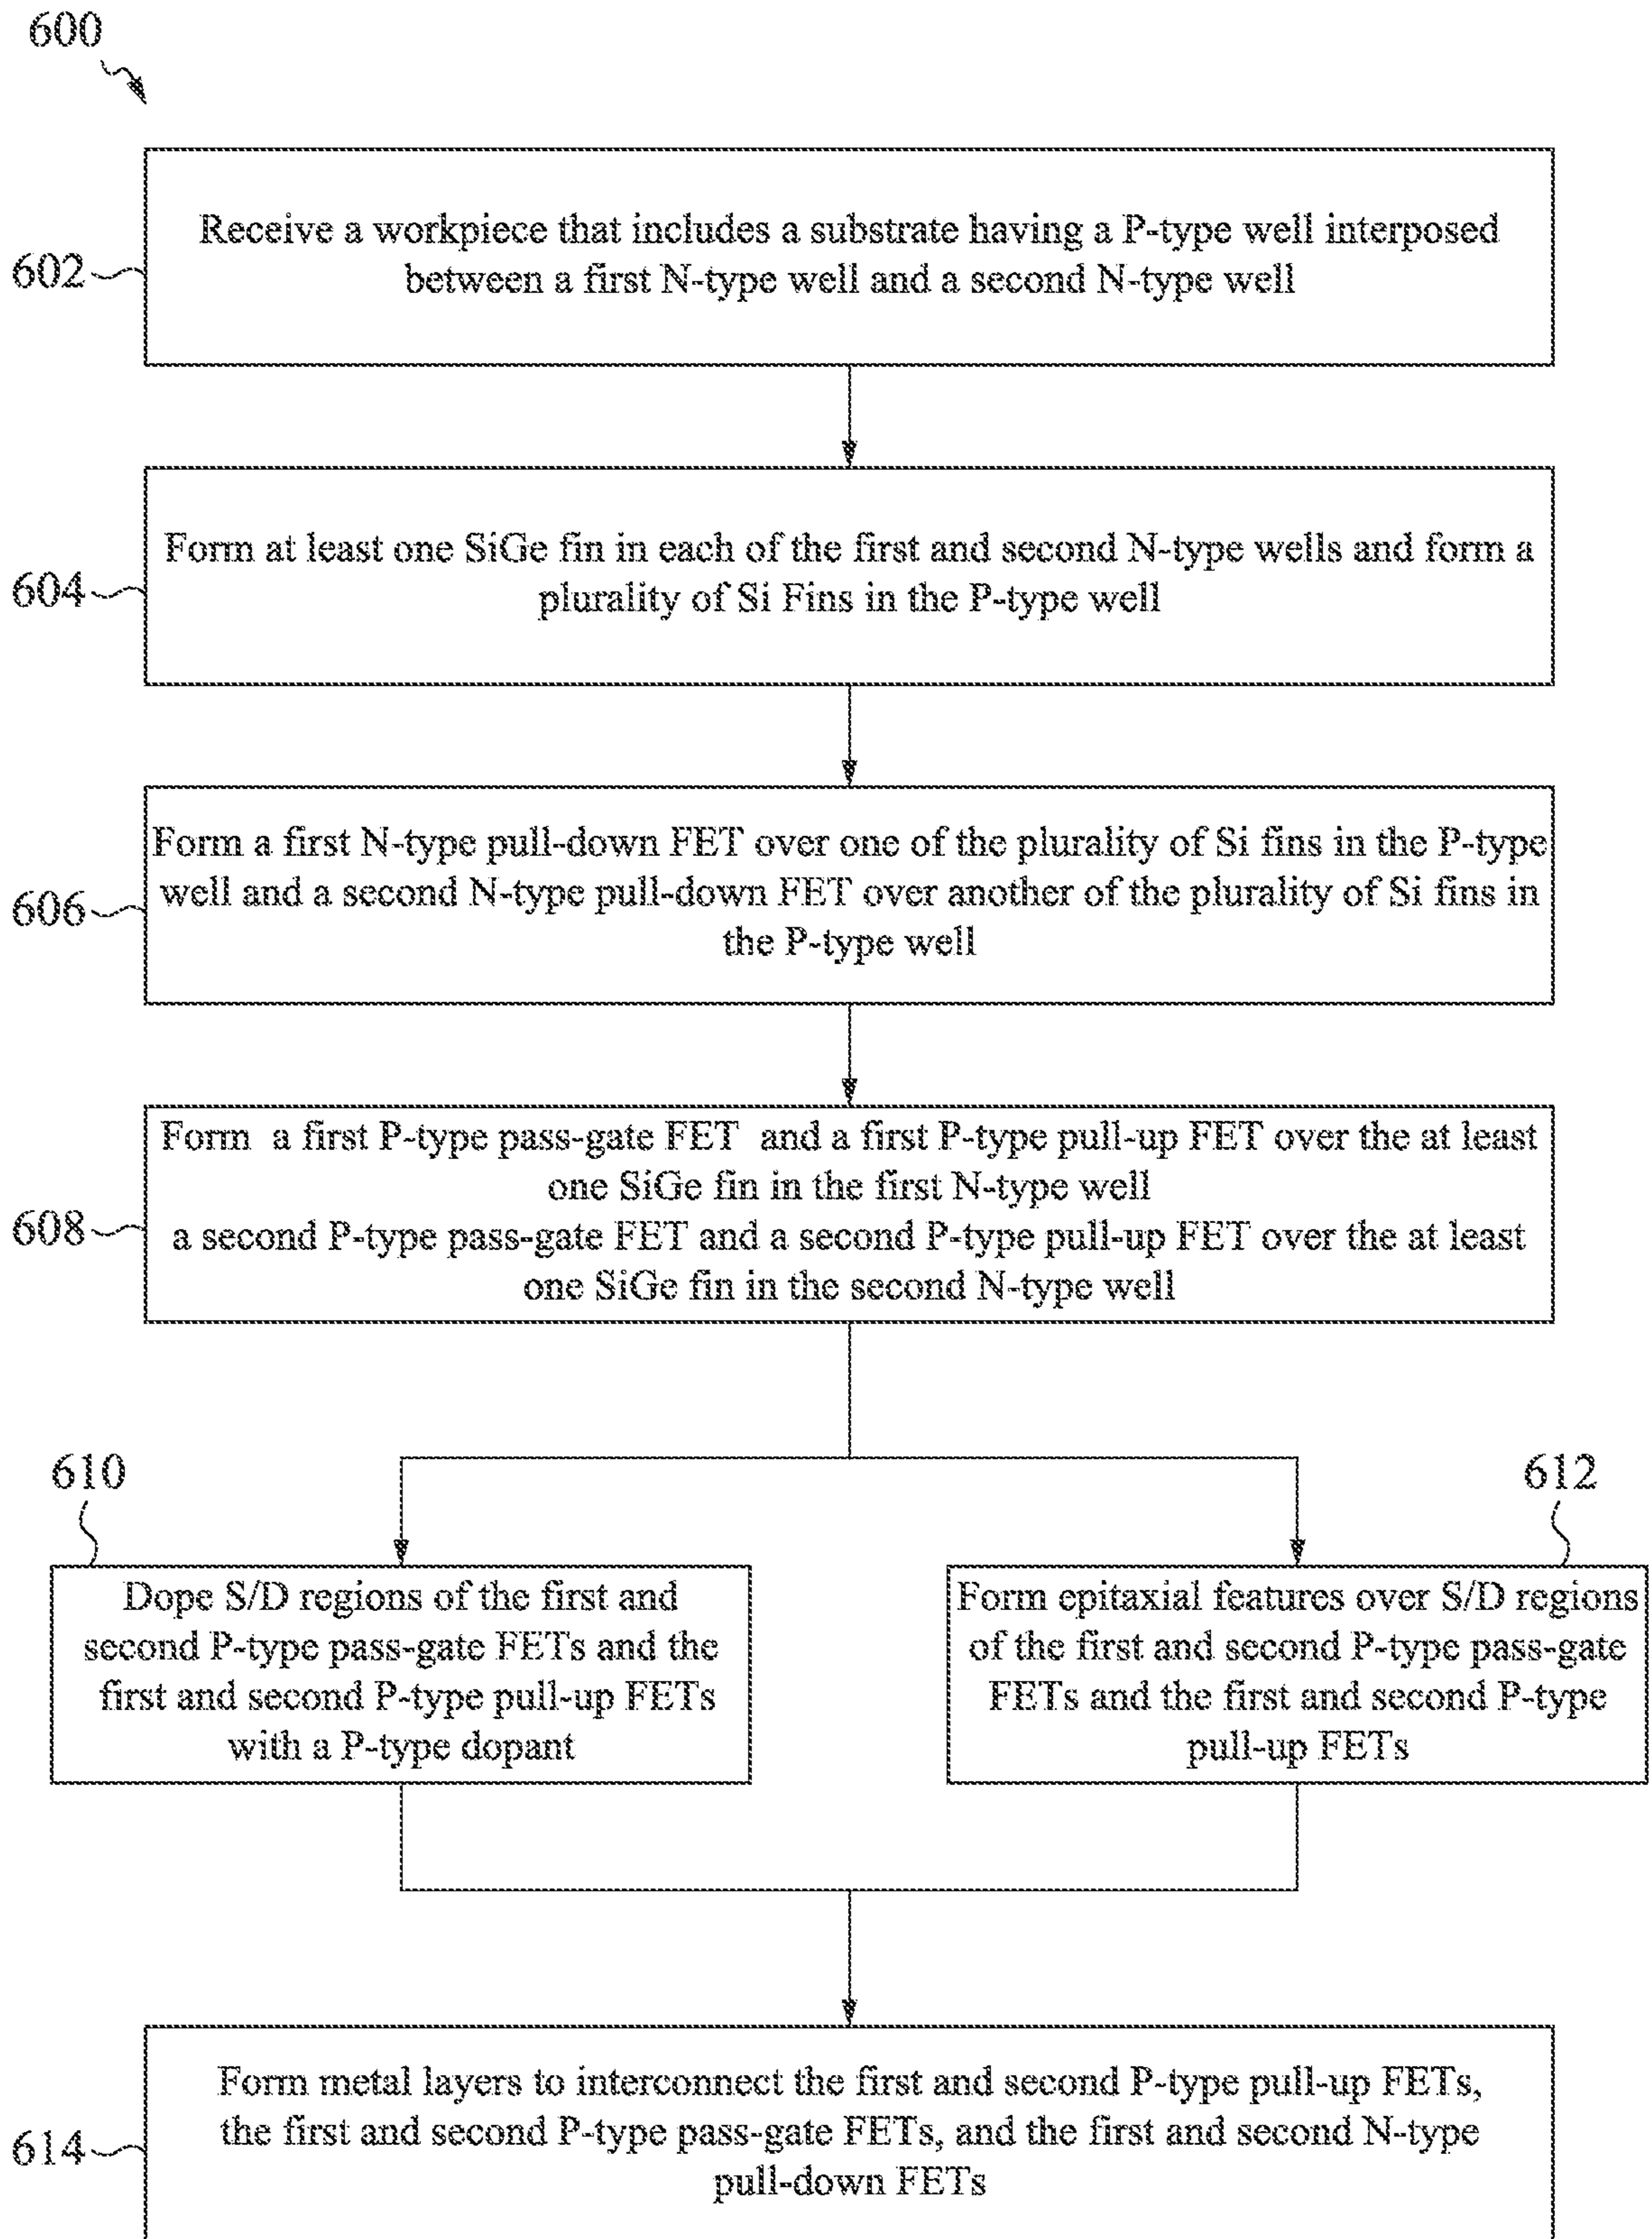 600
602
Receive a workpiece that includes a substrate having a P-type well interposed
between a first N-type well and a second N-type well
604
Form at least one SiGe fin in each of the first and second N-type wells and form a
plurality of Si Fins in the P-type well
606
Form a first N-type pull-down FET over one of the plurality of Si fins in the P-type
well and a second N-type pull-down FET over another of the plurality of Si fins in
the P-type well
608
Form a first P-type pass-gate FET and a first P-type pull-up FET over the at least
one SiGe fin in the first N-type well
a second P-type pass-gate FET and a second P-type pull-up FET over the at least
one SiGe fin in the second N-type well
610
Dope S/D regions of the first and
second P-type pass-gate FETs and the
first and second P-type pull-up FETs
with a P-type dopant
612
Form epitaxial features over S/D regions
of the first and second P-type pass-gate
FETs and the first and second P-type
pull-up FETs
614
Form metal layers to interconnect the first and second P-type pull-up FETs,
the first and second P-type pass-gate FETs, and the first and second N-type
pull-down FETs